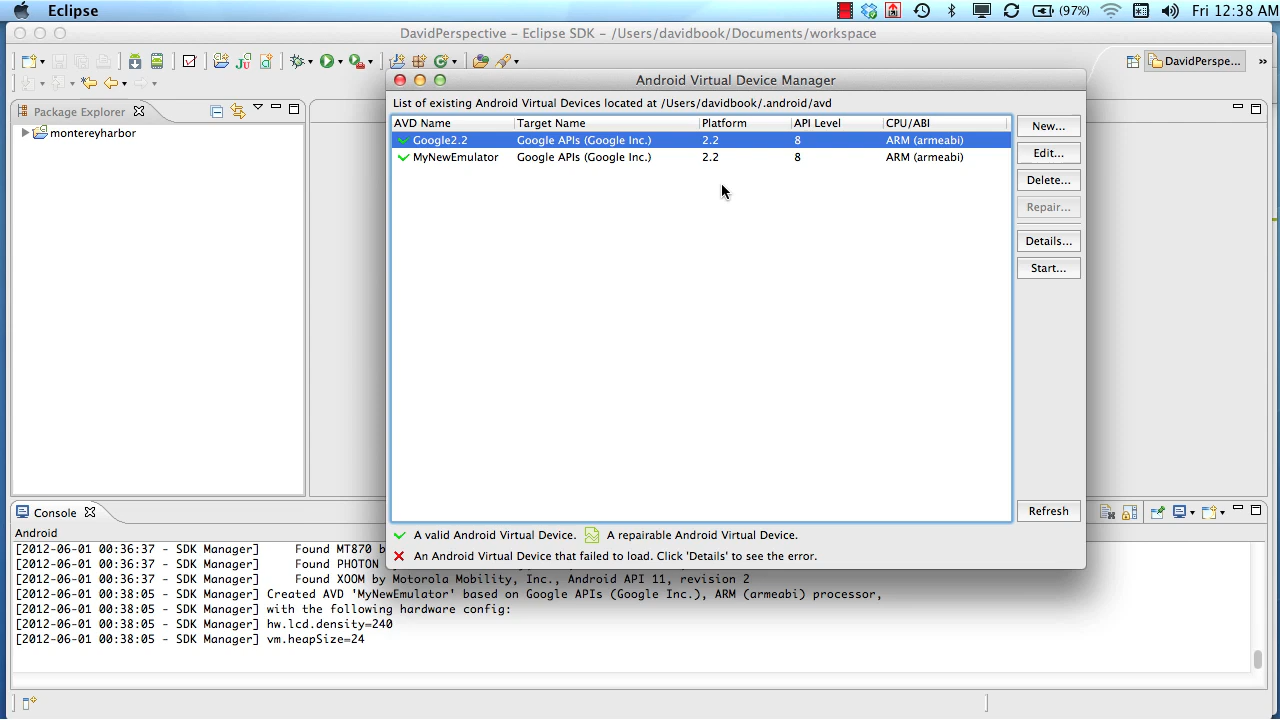 Eclipse
(97%)
Fri 12:38 AM
DavidPerspective – Eclipse SDK – /Users/davidbook/Documents/workspace
DavidPerspe...
»
Package Explorer
montereyharbor
Android Virtual Device Manager
List of existing Android Virtual Devices located at /Users/davidbook/.android/avd
AVD Name Target Name Platform API Level CPU/ABI
Google2.2 Google APIs (Google Inc.) 2.2 8 ARM (armeabi)
MyNewEmulator Google APIs (Google Inc.) 2.2 8 ARM (armeabi)
New...
Edit...
Delete...
Repair...
Details...
Start...
Refresh
A valid Android Virtual Device. A repairable Android Virtual Device.
An Android Virtual Device that failed to load. Click 'Details' to see the error.
Console
Android
[2012-06-01 00:36:37 - SDK Manager] Found MT870 b
[2012-06-01 00:36:37 - SDK Manager] Found PHOTON
[2012-06-01 00:36:37 - SDK Manager] Found XOOM by Motorola Mobility, Inc., Android API 11, revision 2
[2012-06-01 00:38:05 - SDK Manager] Created AVD 'MyNewEmulator' based on Google APIs (Google Inc.), ARM (armeabi) processor,
[2012-06-01 00:38:05 - SDK Manager] with the following hardware config:
[2012-06-01 00:38:05 - SDK Manager] hw.lcd.density=240
[2012-06-01 00:38:05 - SDK Manager] vm.heapSize=24